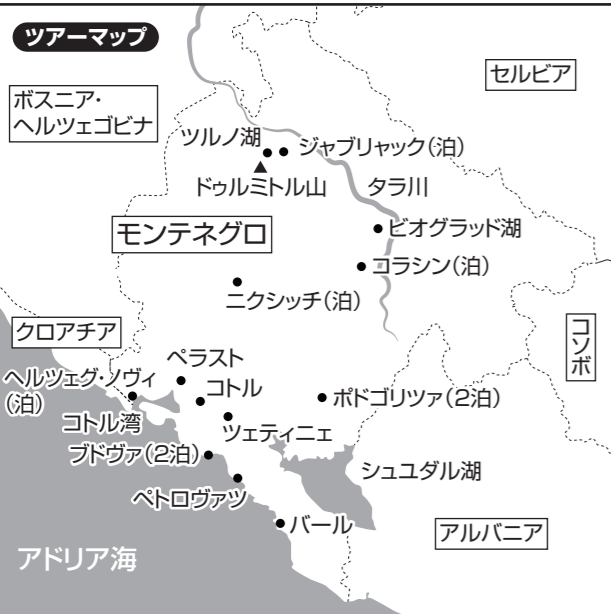 ツアーマップ
セルビア
ボスニア・
ヘルツェゴビナ
ツルノ湖
ジャブリャック(泊)
ドゥルミトル山
タラ川
モンテネグロ
ビオグラッド湖
コラシン(泊)
ニクシッチ(泊)
クロアチア
コソボ
ペラスト
ヘルツェグ・ノヴィ
(泊)
コトル
ポドゴリツァ(2泊)
コトル湾
ツェティニェ
ブドヴァ(2泊)
シュユダル湖
ペトロヴァツ
バール
アルバニア
アドリア海